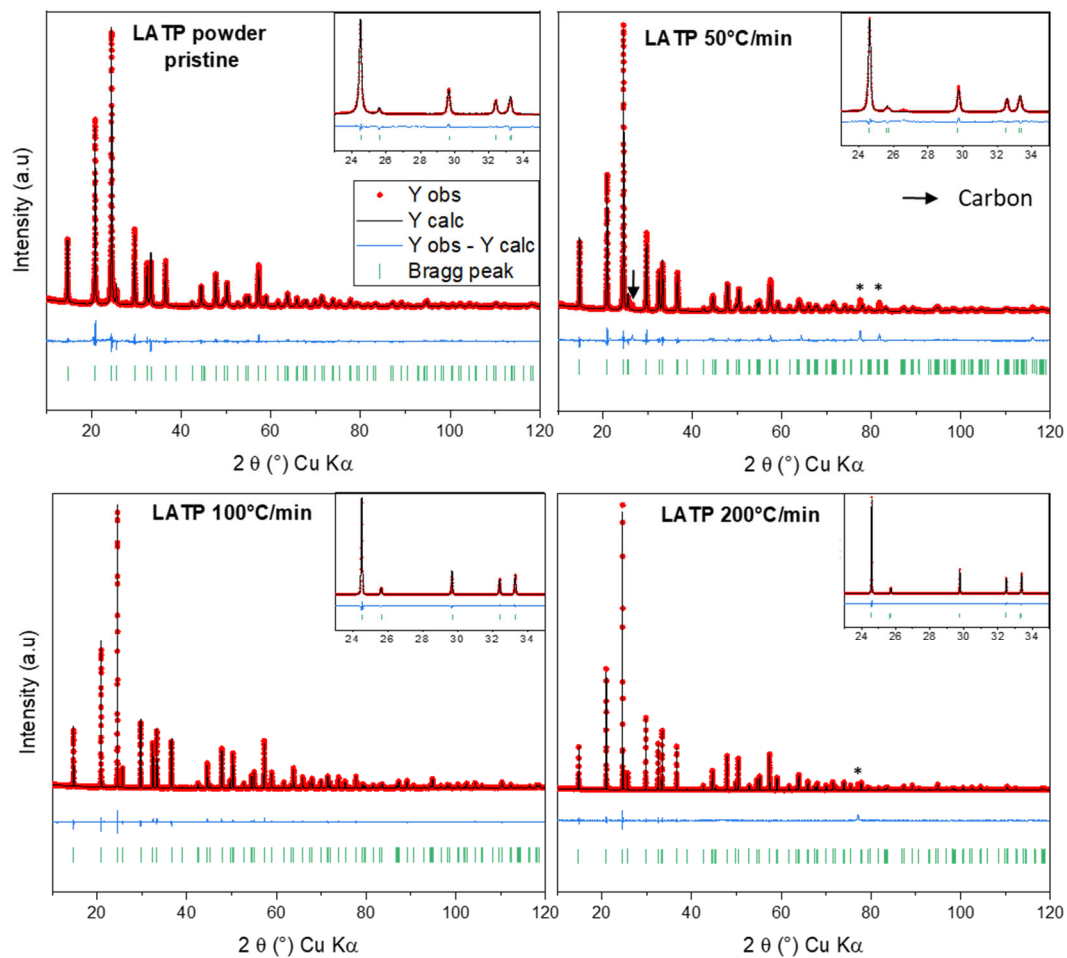 LATP powder
pristine
24 26 28 30 32 34
Y obs
Y calc
Y obs - Y calc
Bragg peak
Intensity (a.u)
20 40 60 80 100 120
2 θ (°) Cu Kα
LATP 50°C/min
24 26 28 30 32 34
Carbon
* *
20 40 60 80 100 120
2 θ (°) Cu Kα
LATP 100°C/min
24 26 28 30 32 34
Intensity (a.u)
20 40 60 80 100 120
2 θ (°) Cu Kα
LATP 200°C/min
24 26 28 30 32 34
*
20 40 60 80 100 120
2 θ (°) Cu Kα